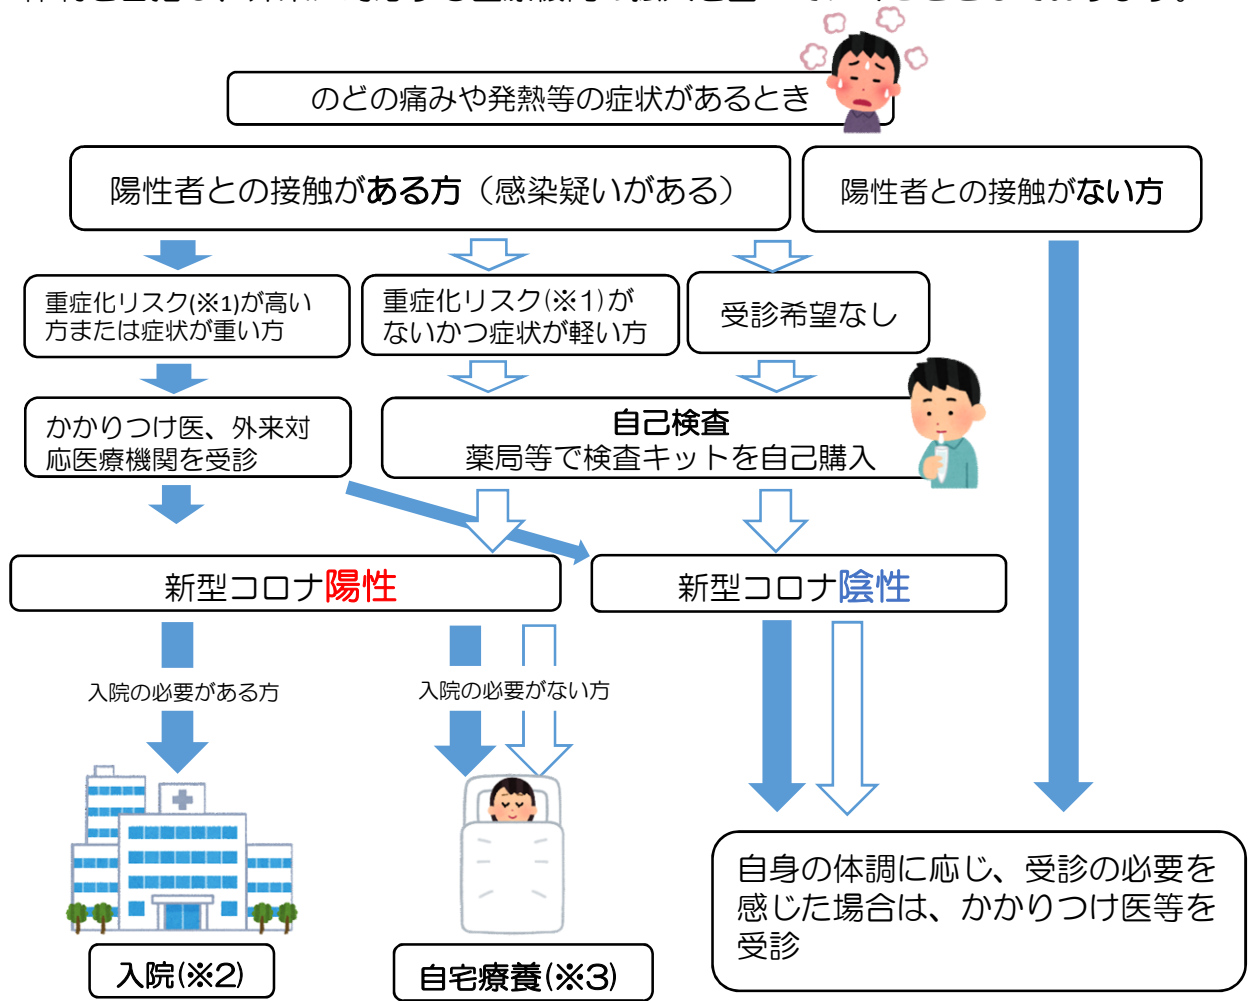 のどの痛みや発熱等の症状があるとき
陽性者との接触がある方（感染疑いがある）
陽性者との接触がない方
重症化リスク(※1)が高い
方または症状が重い方
重症化リスク(※1)が
ないかつ症状が軽い方
受診希望なし
かかりつけ医、外来対
応医療機関を受診
自己検査
薬局等で検査キットを自己購入
新型コロナ陽性
新型コロナ陰性
入院の必要がある方
入院の必要がない方
自身の体調に応じ、受診の必要を
感じた場合は、かかりつけ医等を
受診
入院(※2)
自宅療養(※3)